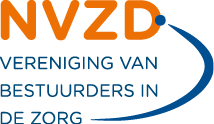 NVZD
VERENIGING VAN
BESTUURDERS IN
DE ZORG